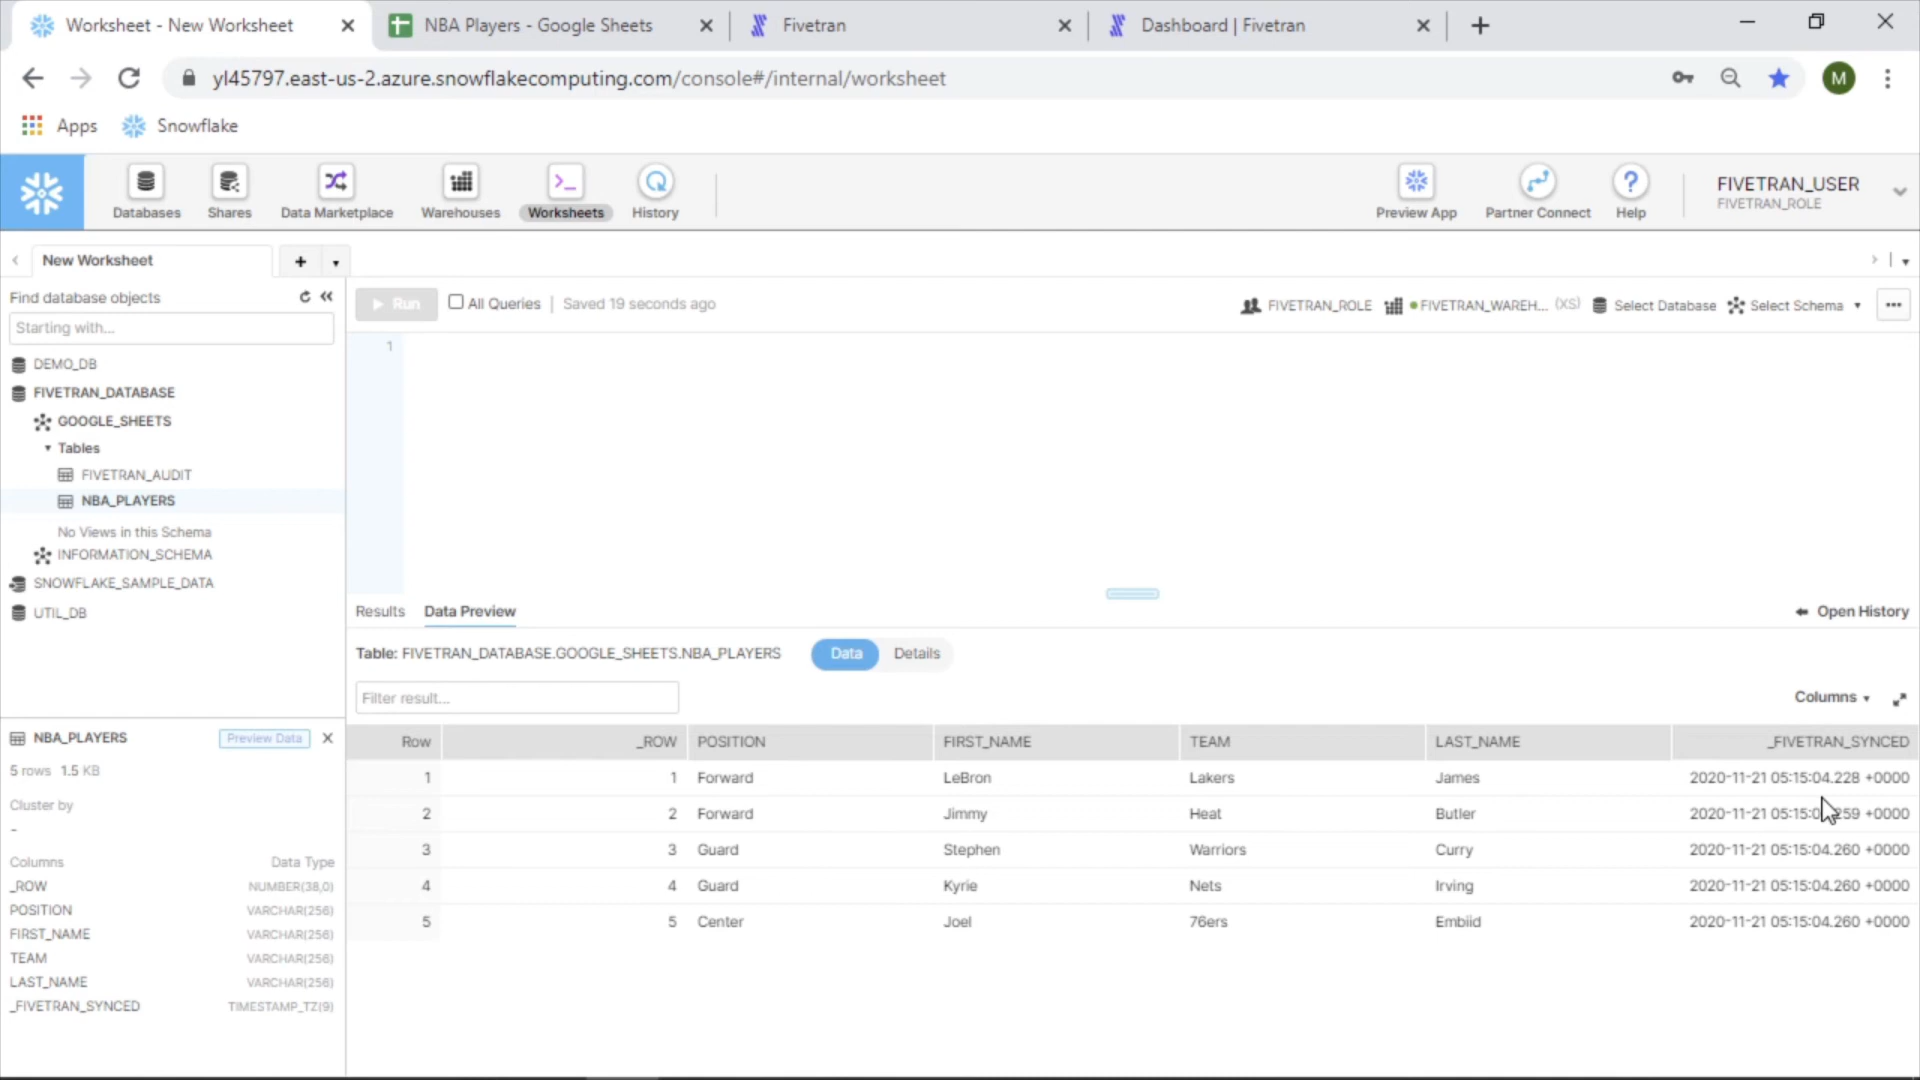 Worksheet - New Worksheet
NBA Players - Google Sheets
Fivetran
Dashboard | Fivetran
yl45797.east-us-2.azure.snowflakecomputing.com/console#/internal/worksheet
M
Apps
Snowflake
Databases
Shares
Data Marketplace
Warehouses
Worksheets
History
Preview App
Partner Connect
Help
FIVETRAN_USER
FIVETRAN_ROLE
New Worksheet
Find database objects
Starting with...
DEMO_DB
FIVETRAN_DATABASE
GOOGLE_SHEETS
Tables
FIVETRAN_AUDIT
NBA_PLAYERS
No Views in this Schema
INFORMATION_SCHEMA
SNOWFLAKE_SAMPLE_DATA
UTIL_DB
Run
All Queries | Saved 19 seconds ago
FIVETRAN_ROLE
FIVETRAN_WAREH... (XS)
Select Database
Select Schema
1
Results
Data Preview
Open History
Table: FIVETRAN_DATABASE.GOOGLE_SHEETS.NBA_PLAYERS
Data
Details
Filter result...
Columns
Row _ROW POSITION FIRST_NAME TEAM LAST_NAME _FIVETRAN_SYNCED
1 1 Forward LeBron Lakers James 2020-11-21 05:15:04.228 +0000
2 2 Forward Jimmy Heat Butler 2020-11-21 05:15:0 259 +0000
3 3 Guard Stephen Warriors Curry 2020-11-21 05:15:04.260 +0000
4 4 Guard Kyrie Nets Irving 2020-11-21 05:15:04.260 +0000
5 5 Center Joel 76ers Embiid 2020-11-21 05:15:04.260 +0000
NBA_PLAYERS
Preview Data
5 rows 1.5 KB
Cluster by
-
Columns Data Type
_ROW NUMBER(38,0)
POSITION VARCHAR(256)
FIRST_NAME VARCHAR(256)
TEAM VARCHAR(256)
LAST_NAME VARCHAR(256)
_FIVETRAN_SYNCED TIMESTAMP_TZ(9)